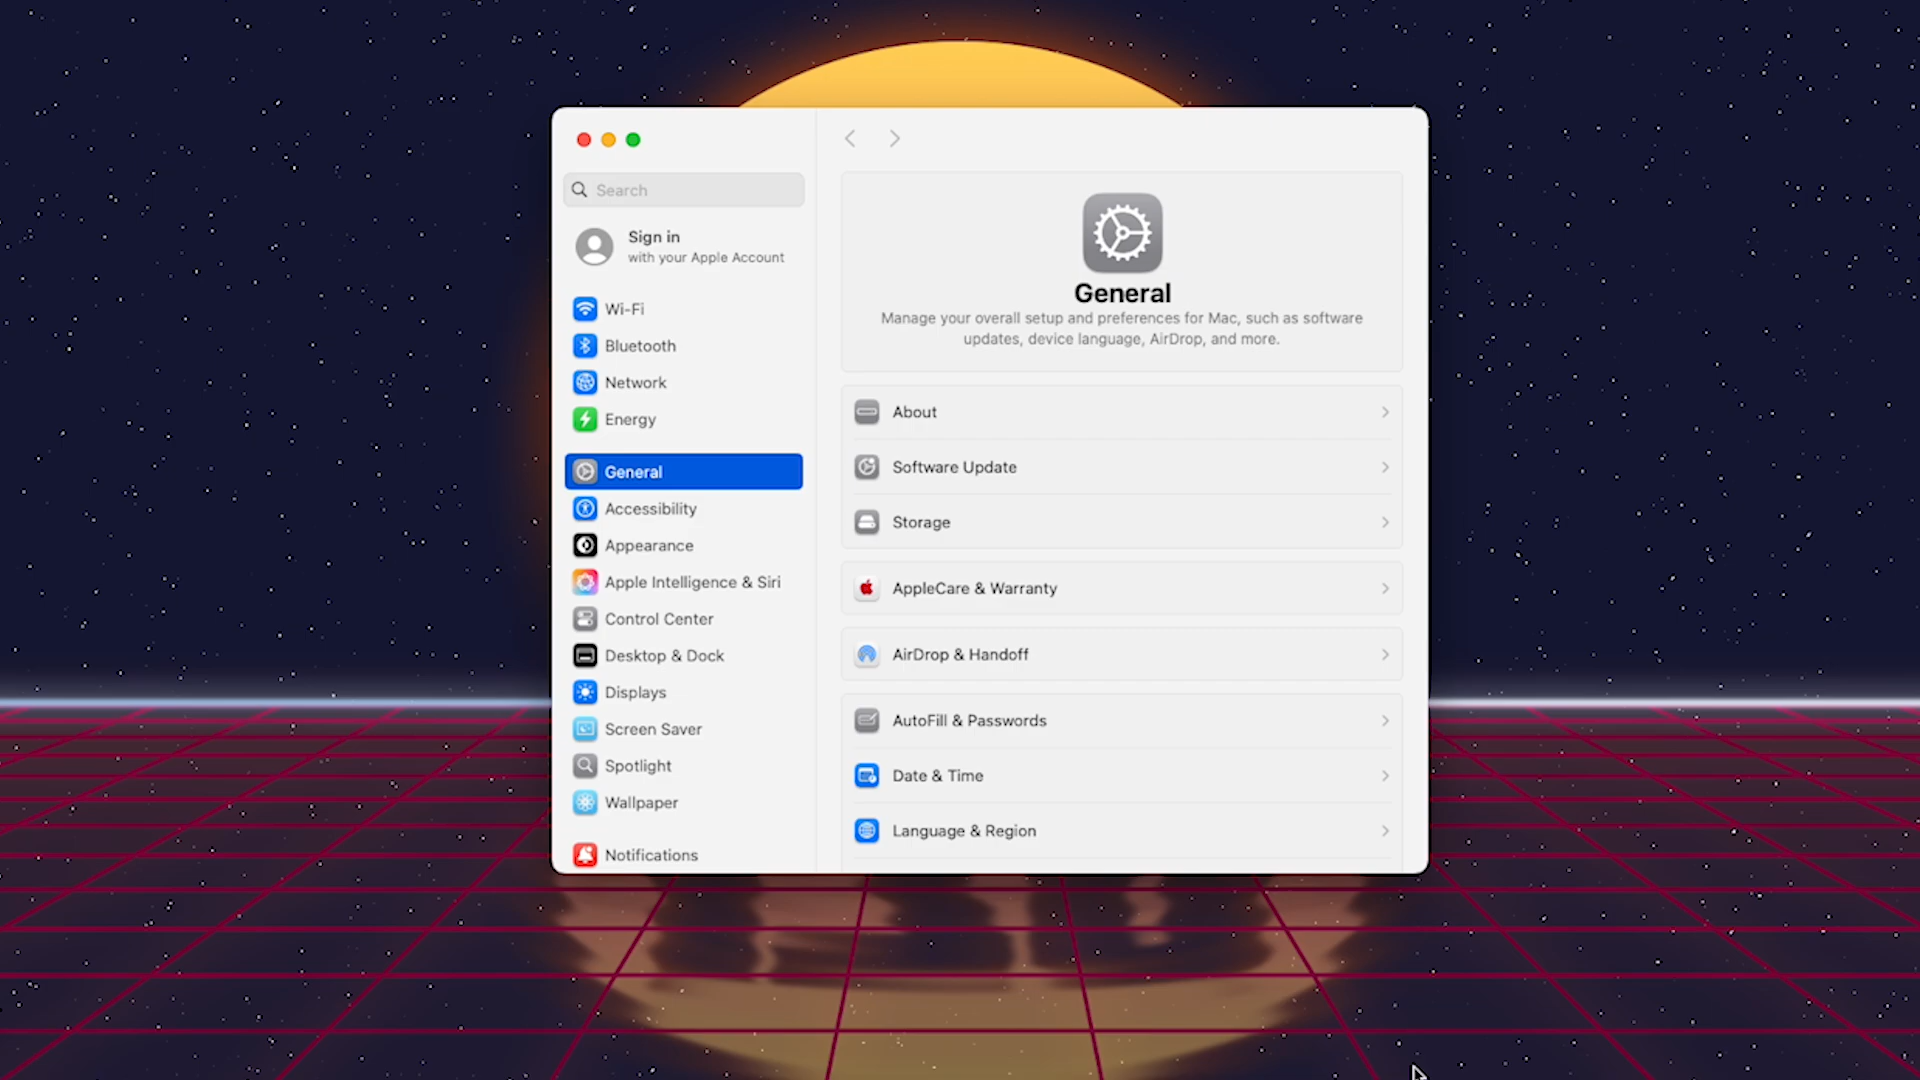 Search
Sign in
with your Apple Account
Wi-Fi
Bluetooth
Network
Energy
General
Accessibility
Appearance
Apple Intelligence & Siri
Control Center
Desktop & Dock
Displays
Screen Saver
Spotlight
Wallpaper
Notifications
General
Manage your overall setup and preferences for Mac, such as software
updates, device language, AirDrop, and more.
About
Software Update
Storage
AppleCare & Warranty
AirDrop & Handoff
AutoFill & Passwords
Date & Time
Language & Region